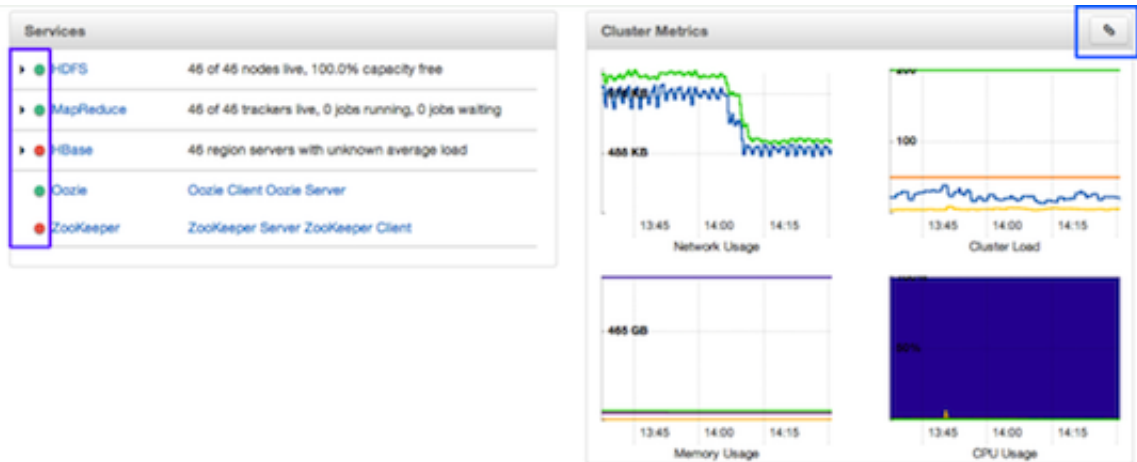 Services
HDFS 46 of 46 nodes live, 100.0% capacity free
MapReduce 46 of 46 trackers live, 0 jobs running, 0 jobs waiting
HBase 46 region servers with unknown average load
Oozie Oozie Client Oozie Server
ZooKeeper ZooKeeper Server ZooKeeper Client
Cluster Metrics
488 KB
13:45 14:00 14:15
Network Usage
200
100
13:45 14:00 14:15
Cluster Load
465 GB
13:45 14:00 14:15
Memory Usage
100%
50%
13:45 14:00 14:15
CPU Usage